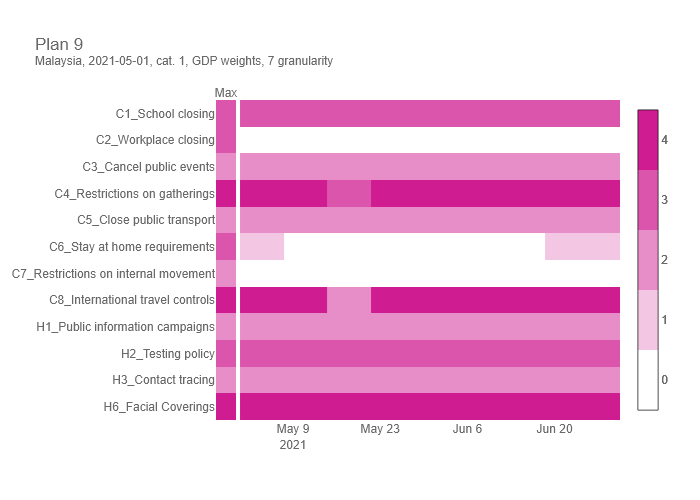 Plan 9
Malaysia, 2021-05-01, cat. 1, GDP weights, 7 granularity
Max
C1_School closing
C2_Workplace closing
C3_Cancel public events
C4_Restrictions on gatherings
C5_Close public transport
C6_Stay at home requirements
C7_Restrictions on internal movement
C8_International travel controls
H1_Public information campaigns
H2_Testing policy
H3_Contact tracing
H6_Facial Coverings
May 9
2021
May 23
Jun 6
Jun 20
4
3
2
1
0